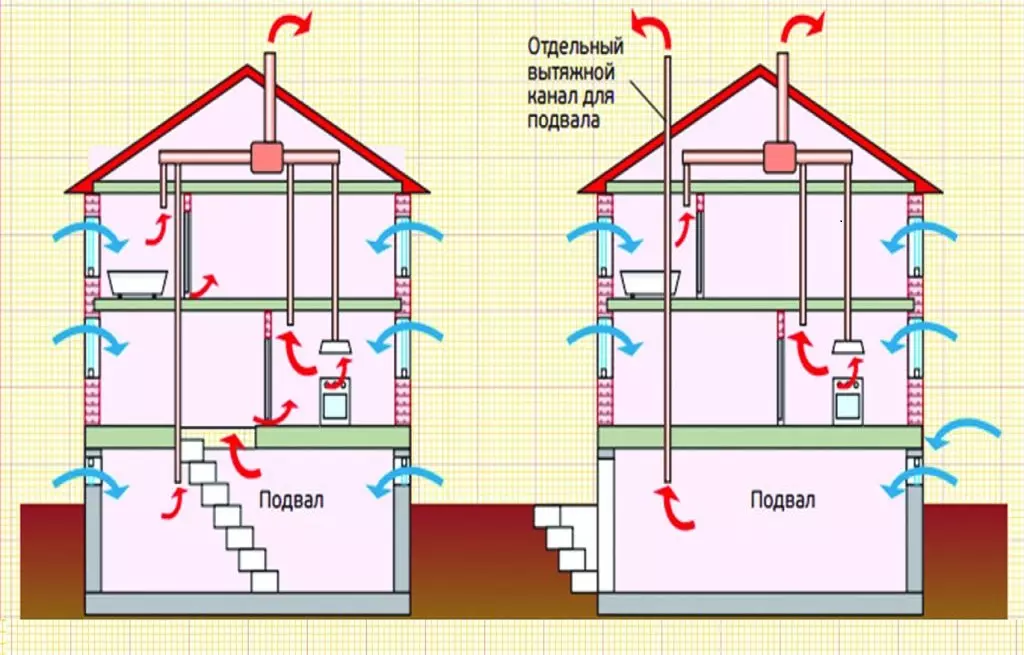 Отдельный
вытяжной
канал для
подвала
Подвал
Подвал